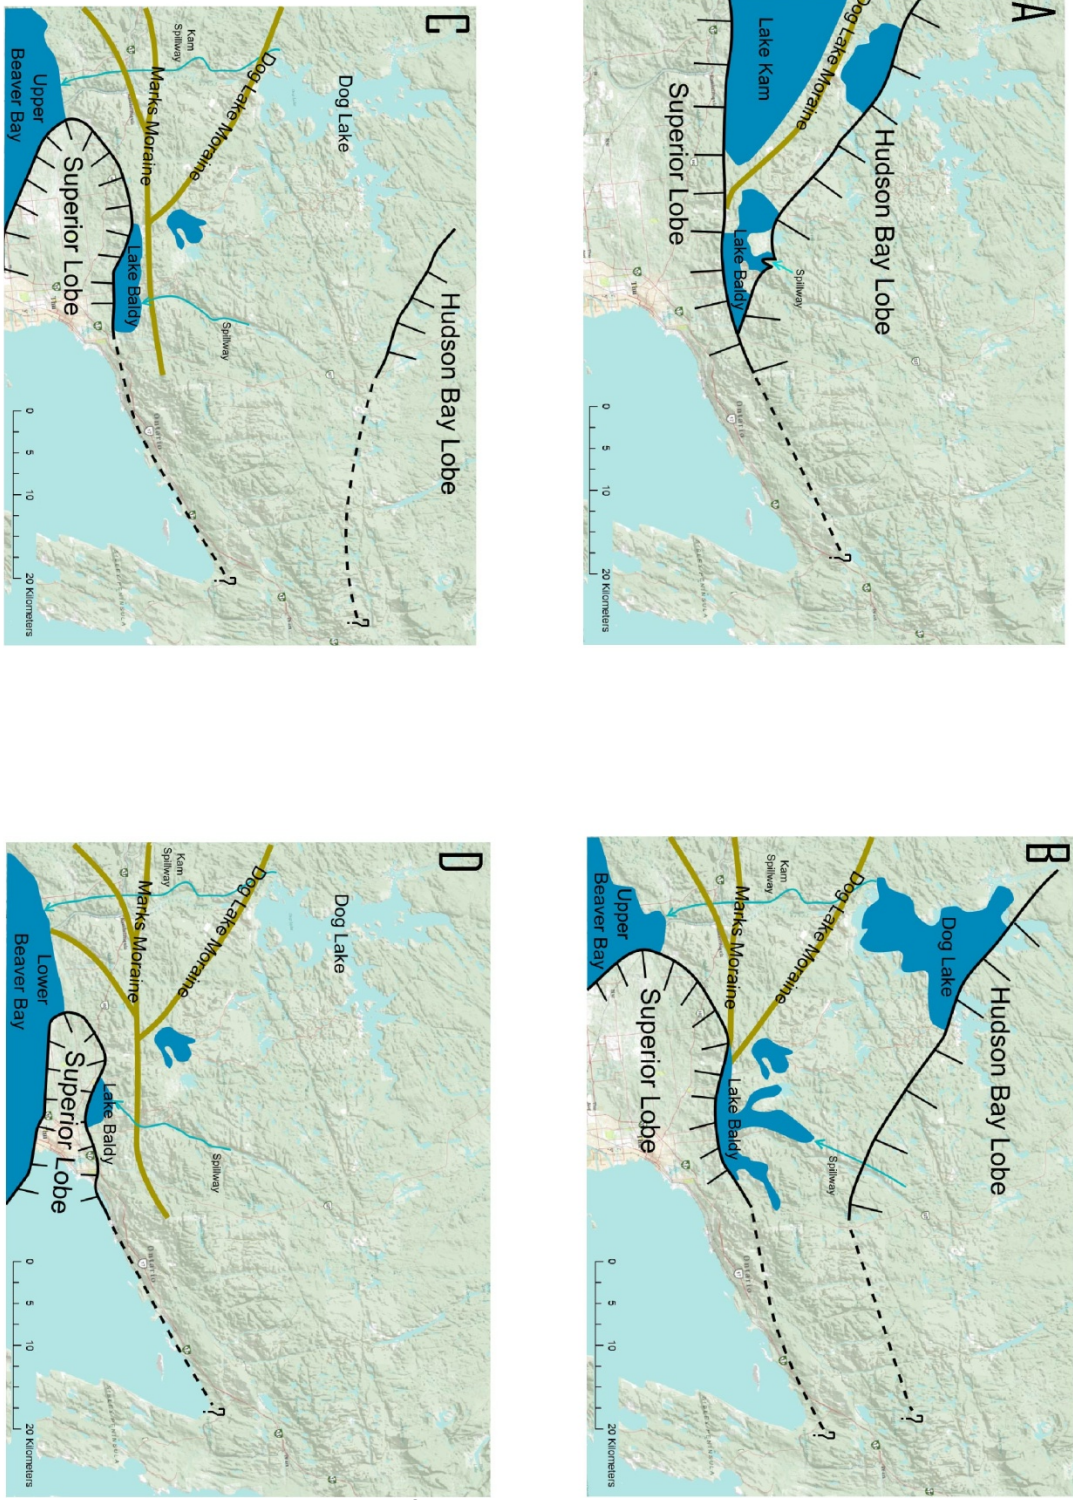 A
Dog Lake Moraine
Lake Kam
Superior Lobe
Hudson Bay Lobe
Lake Baldy
Spillway
0 5 10 20 Kilometers
?
B
Dog Lake
Hudson Bay Lobe
Dog Lake Moraine
Kam
Spillway
Marks Moraine
Upper
Beaver Bay
Superior Lobe
Lake Baldy
Spillway
Ontario
0 5 10 20 Kilometers
?
?
C
Dog Lake
Hudson Bay Lobe
Dog Lake Moraine
Kam
Spillway
Marks Moraine
Upper
Beaver Bay
Superior Lobe
Lake Baldy
Spillway
Ontario
0 5 10 20 Kilometers
?
?
D
Dog Lake
Dog Lake Moraine
Kam
Spillway
Marks Moraine
Lower
Beaver Bay
Superior Lobe
Lake Baldy
Spillway
Ontario
0 5 10 20 Kilometers
?